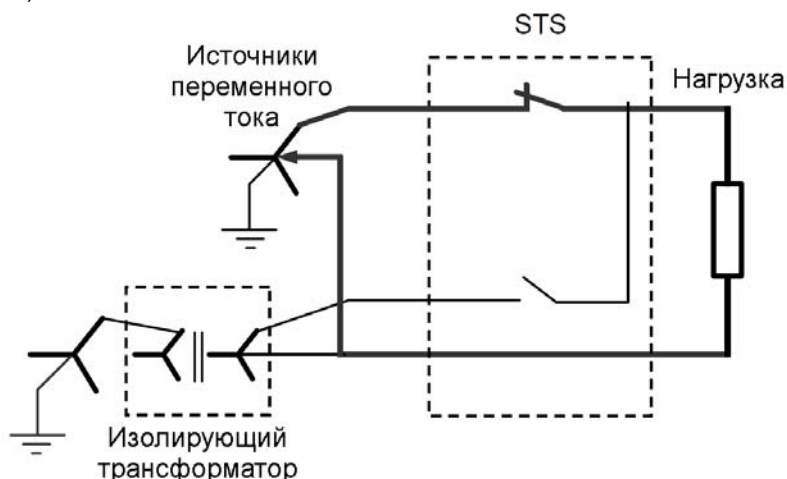 STS
Источники
переменного
тока
Нагрузка
Изолирующий
трансформатор